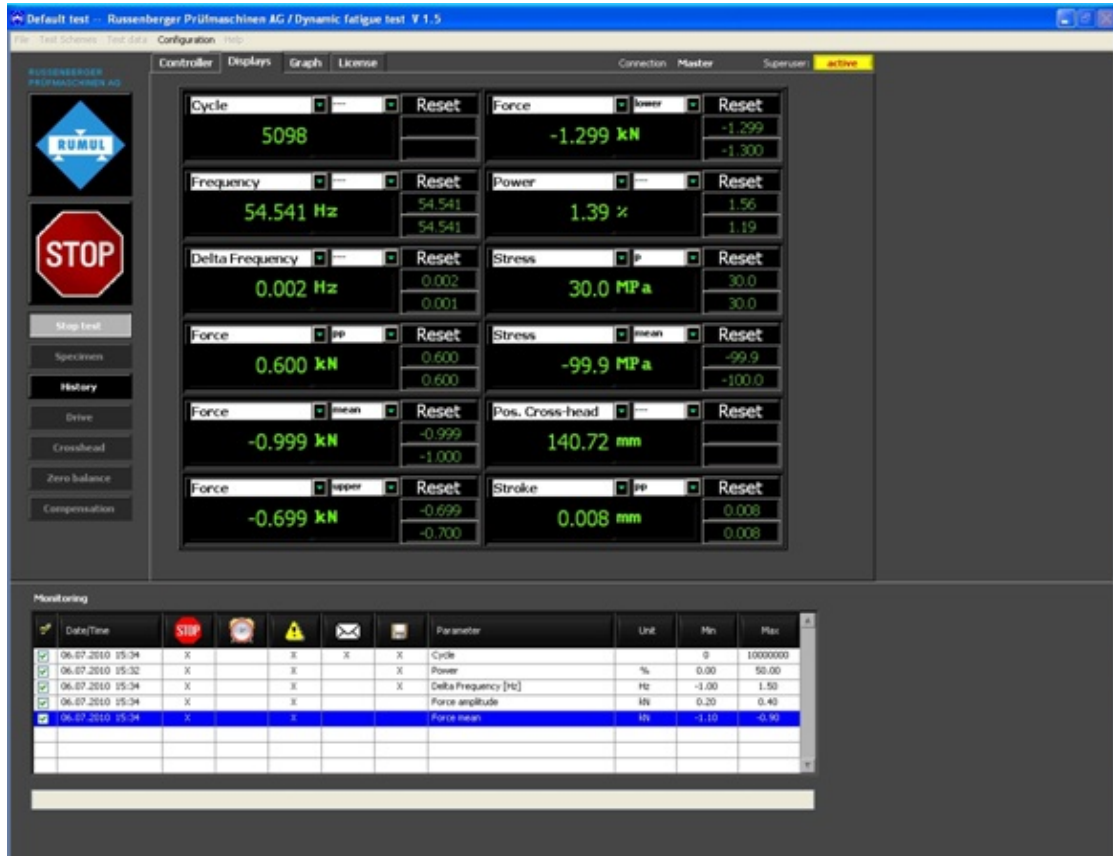 Default test -- Russenberger Prüfmaschinen AG / Dynamic fatigue test V 1.5
File Test Schemes Test data Configuration Help
RUSSENBERGER
PRÜFMASCHINEN AG
Controller Displays Graph License Connection Master Superuser: active
RUMUL
STOP
Stop test
Specimen
History
Drive
Crosshead
Zero balance
Compensation
Cycle --- Reset
5098
Frequency --- Reset
54.541 Hz
54.541
54.541
Delta Frequency --- Reset
0.002 Hz
0.002
0.001
Force pp Reset
0.600 kN
0.600
0.600
Force mean Reset
-0.999 kN
-0.999
-1.000
Force upper Reset
-0.699 kN
-0.699
-0.700
Force lower Reset
-1.299 kN
-1.299
-1.300
Power --- Reset
1.39 %
1.56
1.19
Stress p Reset
30.0 MPa
30.0
30.0
Stress mean Reset
-99.9 MPa
-99.9
-100.0
Pos. Cross-head --- Reset
140.72 mm
Stroke pp Reset
0.008 mm
0.008
0.008
Monitoring
Date/Time STOP Parameter Unit Min Max
06.07.2010 15:34 X X X X Cycle 0 10000000
06.07.2010 15:32 X X X Power % 0.00 50.00
06.07.2010 15:34 X X X Delta Frequency [Hz] Hz -1.00 1.50
06.07.2010 15:34 X X Force amplitude kN 0.20 0.40
06.07.2010 15:34 X X Force mean kN -1.10 -0.90